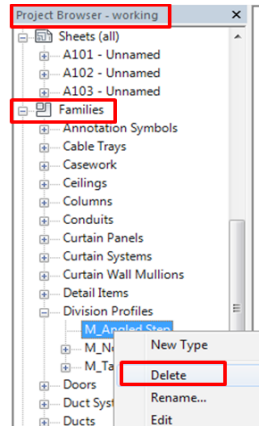 Project Browser - working
Sheets (all)
A101 - Unnamed
A102 - Unnamed
A103 - Unnamed
Families
Annotation Symbols
Cable Trays
Casework
Ceilings
Columns
Conduits
Curtain Panels
Curtain Systems
Curtain Wall Mullions
Detail Items
Division Profiles
M_Angled Step
New Type
Delete
Doors
Rename...
Ducts
Edit